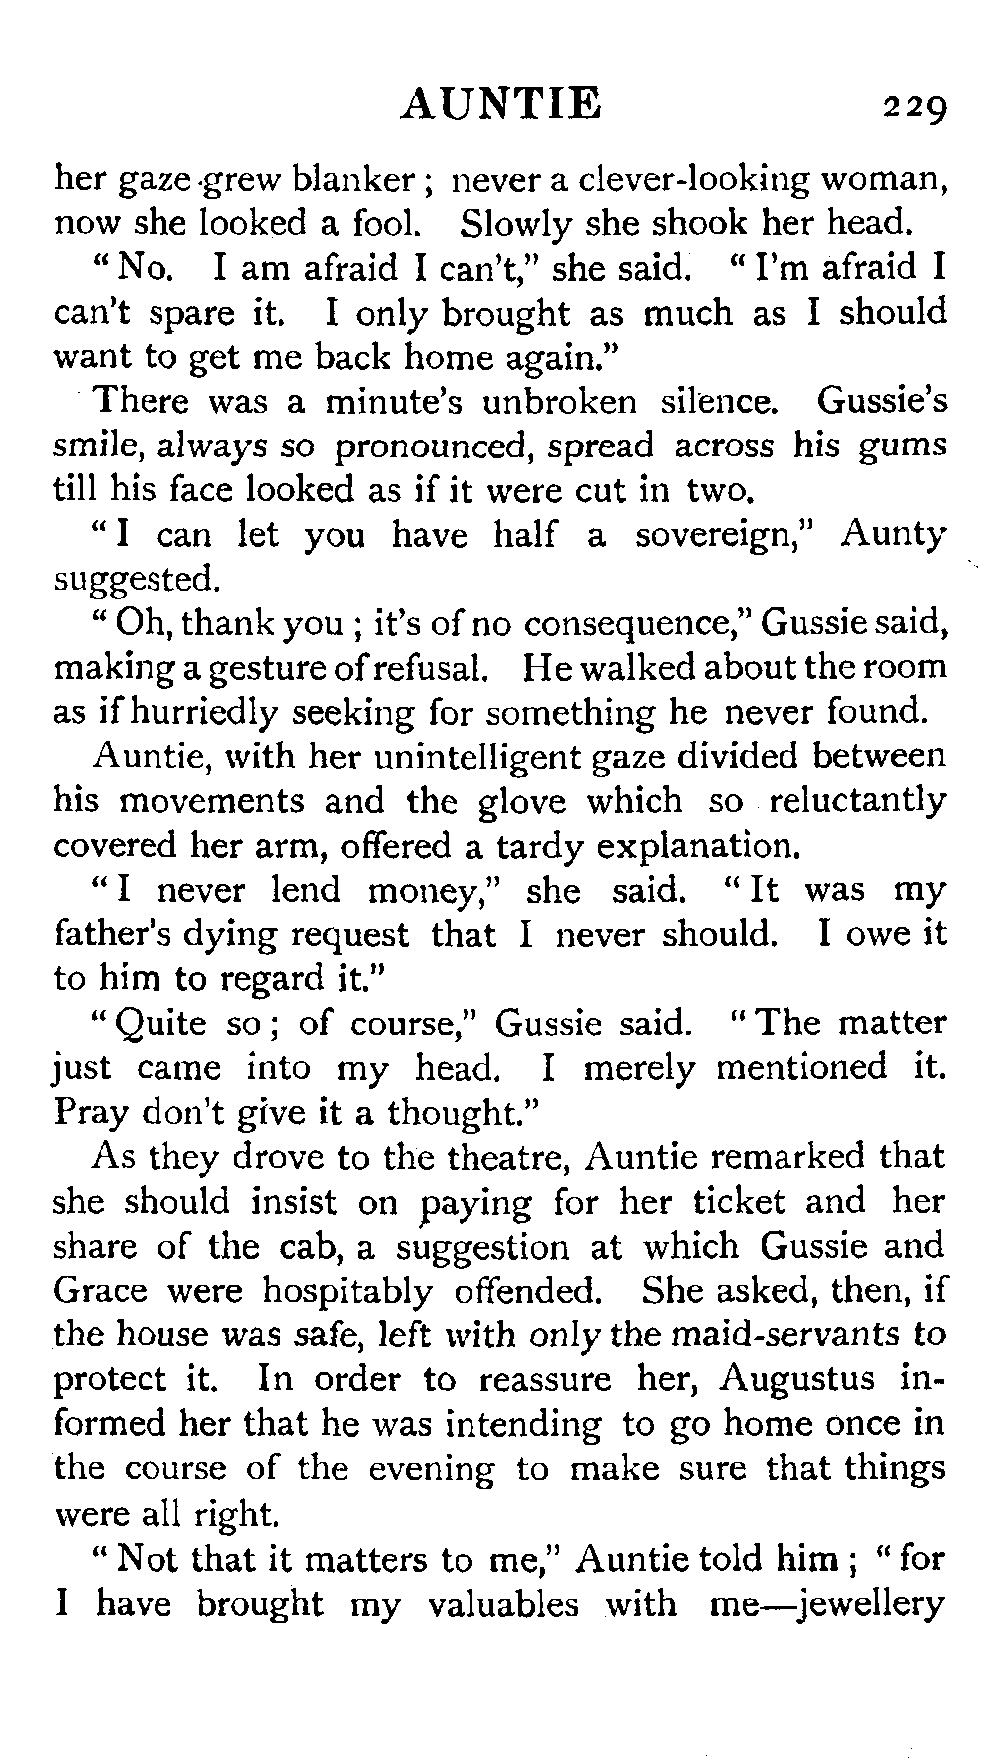 AUNTIE 229
her gaze grew blanker ; never a clever-looking woman,
now she looked a fool. Slowly she shook her head.
“ No. I am afraid I can’t,” she said. “ I’m afraid I
can’t spare it. I only brought as much as I should
want to get me back home again.”
There was a minute’s unbroken silence. Gussie’s
smile, always so pronounced, spread across his gums
till his face looked as if it were cut in two.
“ I can let you have half a sovereign,” Aunty
suggested.
“ Oh, thank you ; it’s of no consequence,” Gussie said,
making a gesture of refusal. He walked about the room
as if hurriedly seeking for something he never found.
Auntie, with her unintelligent gaze divided between
his movements and the glove which so reluctantly
covered her arm, offered a tardy explanation.
“ I never lend money,” she said. “ It was my
father’s dying request that I never should. I owe it
to him to regard it.”
“ Quite so ; of course,” Gussie said. “ The matter
just came into my head. I merely mentioned it.
Pray don’t give it a thought.”
As they drove to the theatre, Auntie remarked that
she should insist on paying for her ticket and her
share of the cab, a suggestion at which Gussie and
Grace were hospitably offended. She asked, then, if
the house was safe, left with only the maid-servants to
protect it. In order to reassure her, Augustus in-
formed her that he was intending to go home once in
the course of the evening to make sure that things
were all right.
“ Not that it matters to me,” Auntie told him ; “ for
I have brought my valuables with me—jewellery